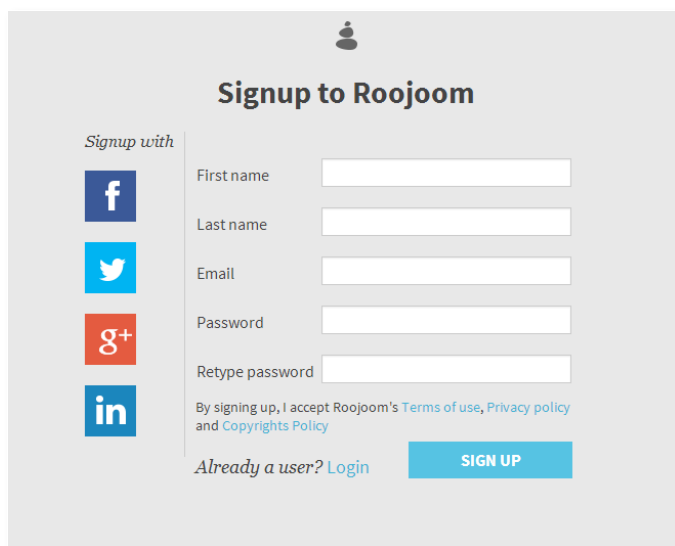 Signup to Roojoom
Signup with
f
g+
in
First name
Last name
Email
Password
Retype password
By signing up, I accept Roojoom's Terms of use, Privacy policy
and Copyrights Policy
Already a user? Login
SIGN UP